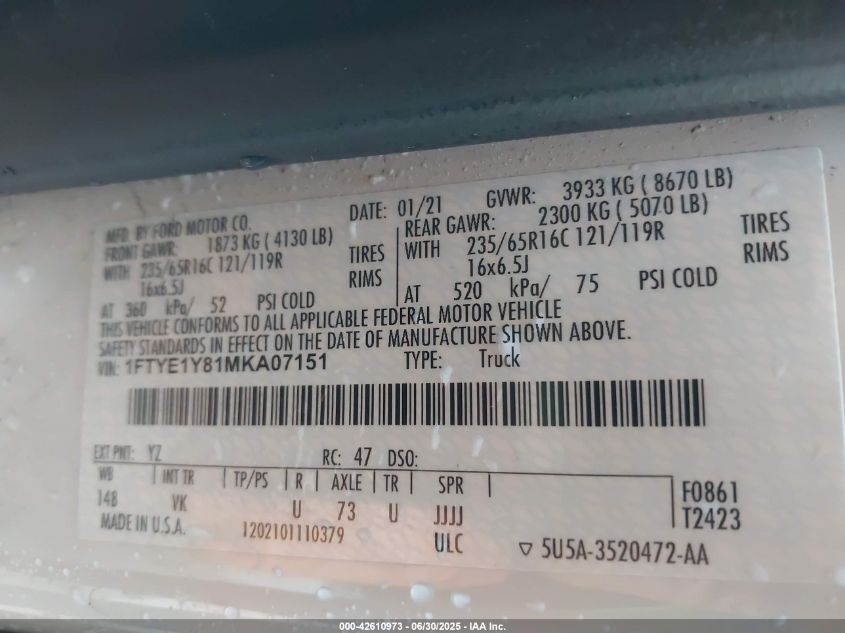 MFD. BY FORD MOTOR CO.
DATE: 01/21
GVWR: 3933 KG ( 8670 LB)
FRONT GAWR: 1873 KG ( 4130 LB)
WITH 235/65R16C 121/119R TIRES
16x6.5J RIMS
AT 360 kPa/ 52 PSI COLD
REAR GAWR: 2300 KG ( 5070 LB)
WITH 235/65R16C 121/119R TIRES
16x6.5J RIMS
AT 520 kPa/ 75 PSI COLD
THIS VEHICLE CONFORMS TO ALL APPLICABLE FEDERAL MOTOR VEHICLE
SAFETY STANDARDS IN EFFECT ON THE DATE OF MANUFACTURE SHOWN ABOVE.
VIN: 1FTYE1Y81MKA07151 TYPE: Truck
EXT PNT: YZ RC: 47 DSO:
WB | INT TR | TP/PS | R | AXLE | TR | SPR |
148 VK U 73 U JJJJ
F0861
T2423
MADE IN U.S.A. 1202101110379 ULC
▽ 5U5A-3520472-AA
000-42610973 - 06/30/2025 - IAA Inc.